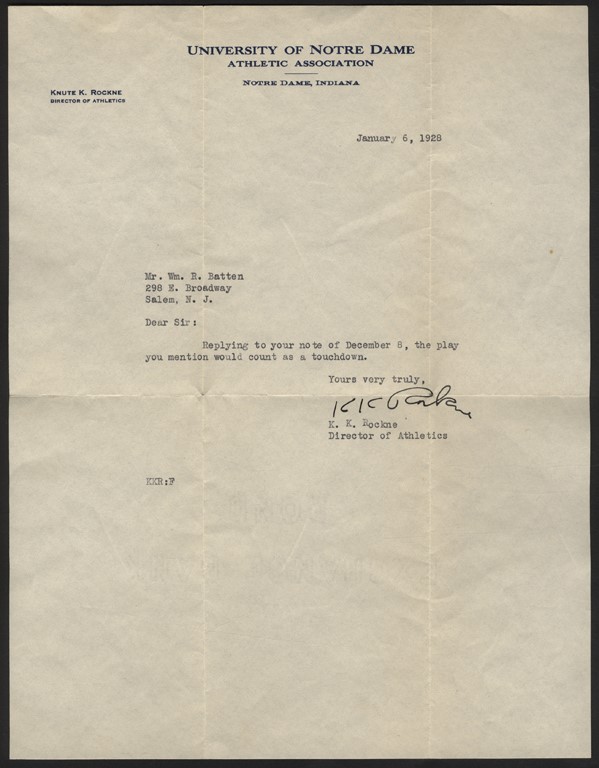 UNIVERSITY OF NOTRE DAME
ATHLETIC ASSOCIATION
NOTRE DAME, INDIANA
KNUTE K. ROCKNE
DIRECTOR OF ATHLETICS
January 6, 1928
Mr. Wm. R. Batten
298 E. Broadway
Salem, N. J.
Dear Sir:
Replying to your note of December 8, the play
you mention would count as a touchdown.
Yours very truly,
K K Rockne
K. K. Rockne
Director of Athletics
KKR:F